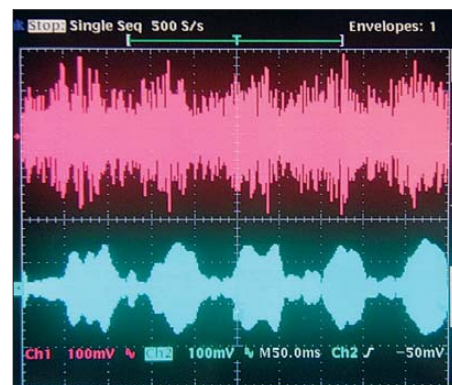 Stop: Single Seq 500 S/s Envelopes: 1
T
Ch1 100mV Ch2 100mV M50.0ms Ch2 -50mV